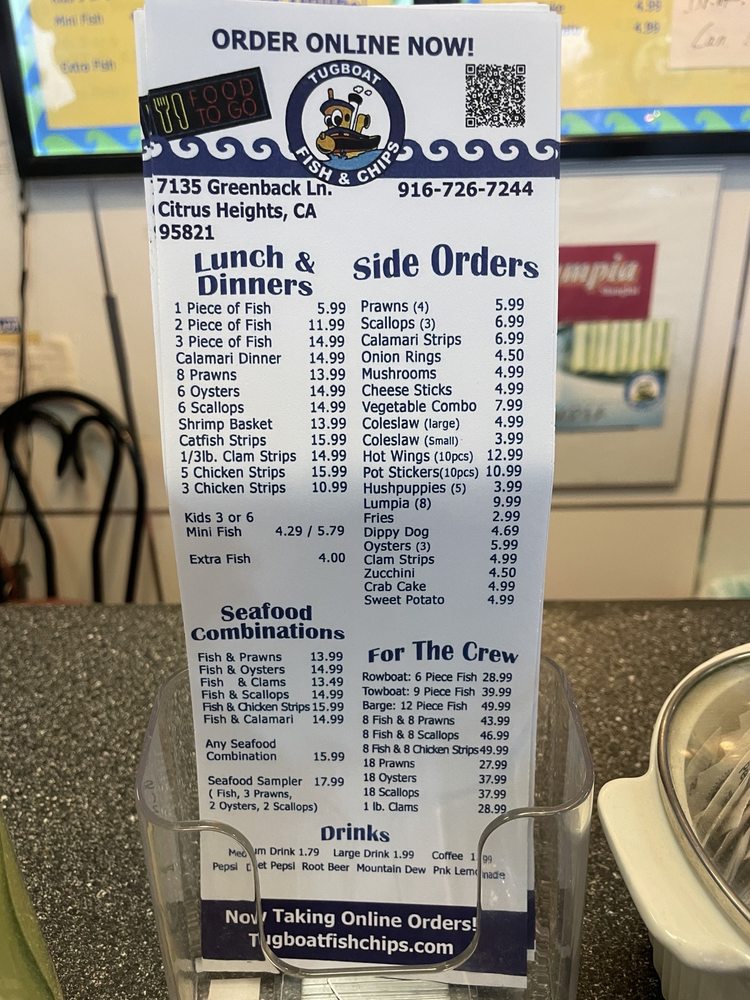 Mini Fish
Extra Fish
4.99
4.99
Can
ORDER ONLINE NOW!
FOOD
TO GO
TUGBOAT
FISH & CHIPS
7135 Greenback Ln.
Citrus Heights, CA
95821
916-726-7244
Lunch &
Dinners
1 Piece of Fish 5.99
2 Piece of Fish 11.99
3 Piece of Fish 14.99
Calamari Dinner 14.99
8 Prawns 13.99
6 Oysters 14.99
6 Scallops 14.99
Shrimp Basket 13.99
Catfish Strips 15.99
1/3lb. Clam Strips 14.99
5 Chicken Strips 15.99
3 Chicken Strips 10.99
Kids 3 or 6
Mini Fish 4.29 / 5.79
Extra Fish 4.00
Side Orders
Prawns (4) 5.99
Scallops (3) 6.99
Calamari Strips 6.99
Onion Rings 4.50
Mushrooms 4.99
Cheese Sticks 4.99
Vegetable Combo 7.99
Coleslaw (large) 4.99
Coleslaw (Small) 3.99
Hot Wings (10pcs) 12.99
Pot Stickers(10pcs) 10.99
Hushpuppies (5) 3.99
Lumpia (8) 9.99
Fries 2.99
Dippy Dog 4.69
Oysters (3) 5.99
Clam Strips 4.99
Zucchini 4.50
Crab Cake 4.99
Sweet Potato 4.99
Seafood
Combinations
Fish & Prawns 13.99
Fish & Oysters 14.99
Fish & Clams 13.49
Fish & Scallops 14.99
Fish & Chicken Strips 15.99
Fish & Calamari 14.99
Any Seafood
Combination 15.99
Seafood Sampler 17.99
( Fish, 3 Prawns,
2 Oysters, 2 Scallops)
For The Crew
Rowboat: 6 Piece Fish 28.99
Towboat: 9 Piece Fish 39.99
Barge: 12 Piece Fish 49.99
8 Fish & 8 Prawns 43.99
8 Fish & 8 Scallops 46.99
8 Fish & 8 Chicken Strips 49.99
18 Prawns 27.99
18 Oysters 37.99
18 Scallops 37.99
1 lb. Clams 28.99
Drinks
Medium Drink 1.79 Large Drink 1.99 Coffee 1.99
Pepsi Diet Pepsi Root Beer Mountain Dew Pnk Lemonade
Now Taking Online Orders!
Tugboatfishchips.com
mpia